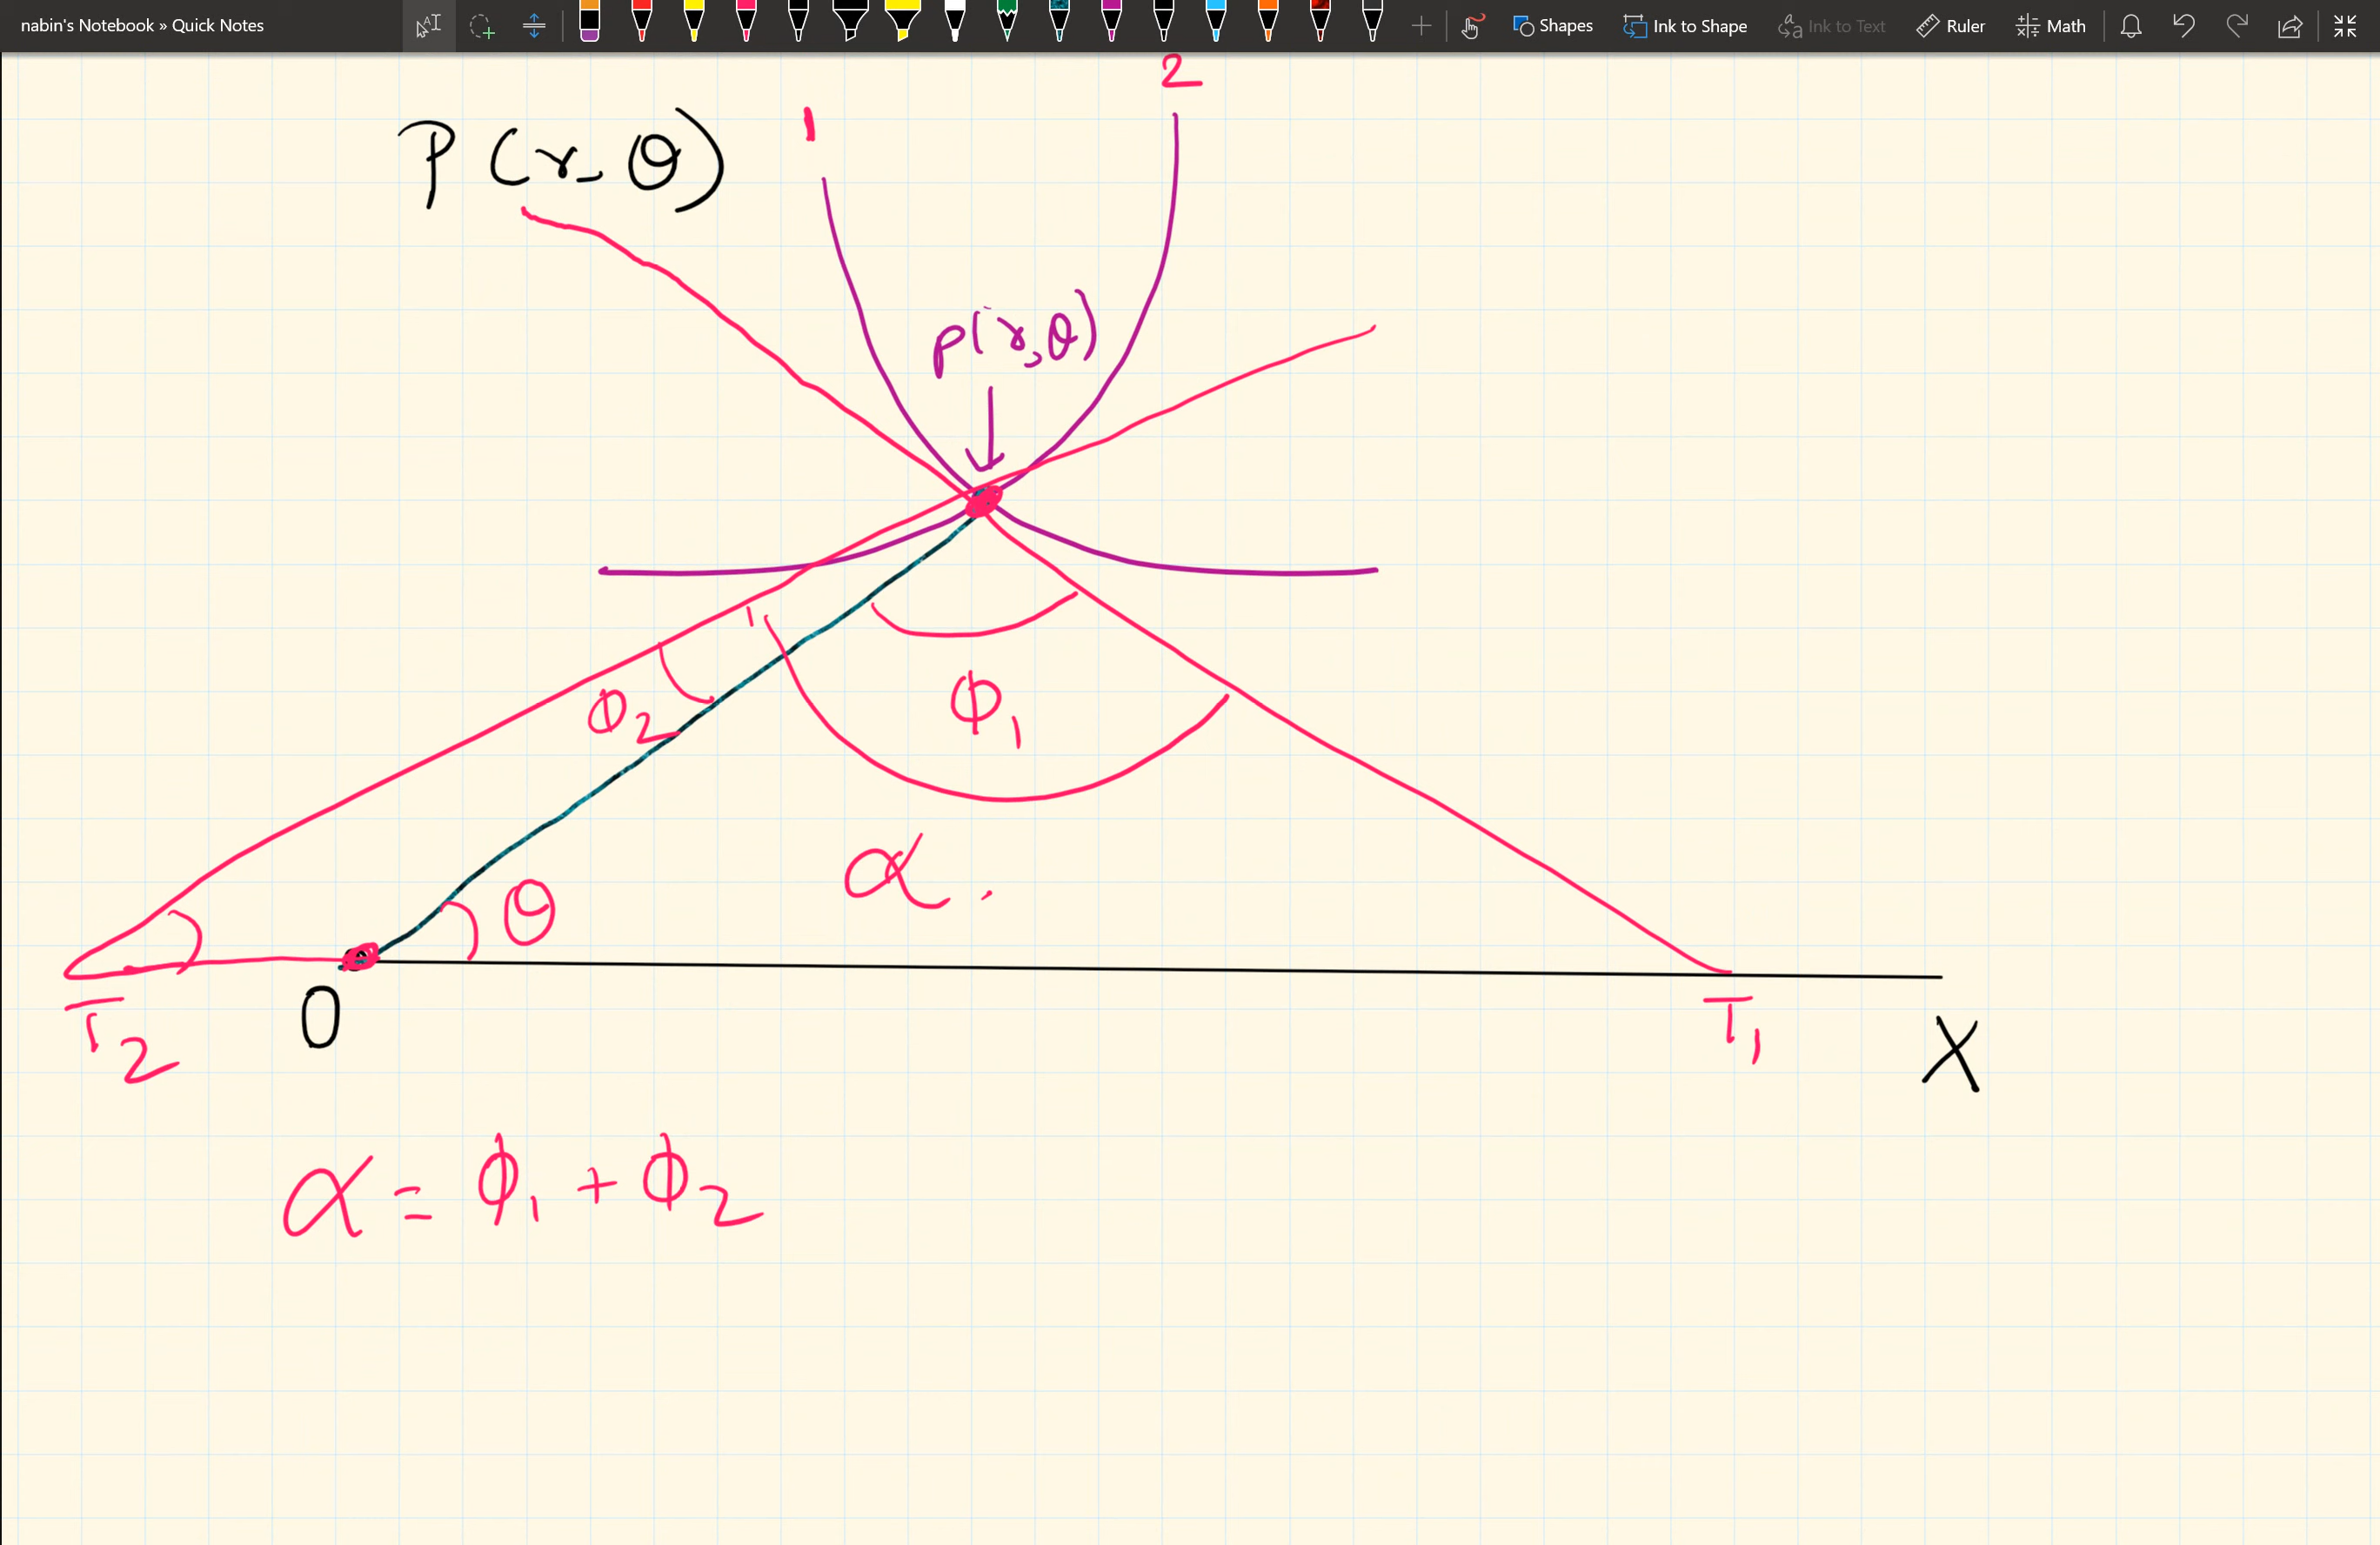 nabin's Notebook » Quick Notes
Shapes
Ink to Shape
Ink to Text
Ruler
Math
2
1
P(r, θ)
P(r, θ)
ϕ2
ϕ1
α.
θ
T2
O
T1
X
α = ϕ1 + ϕ2